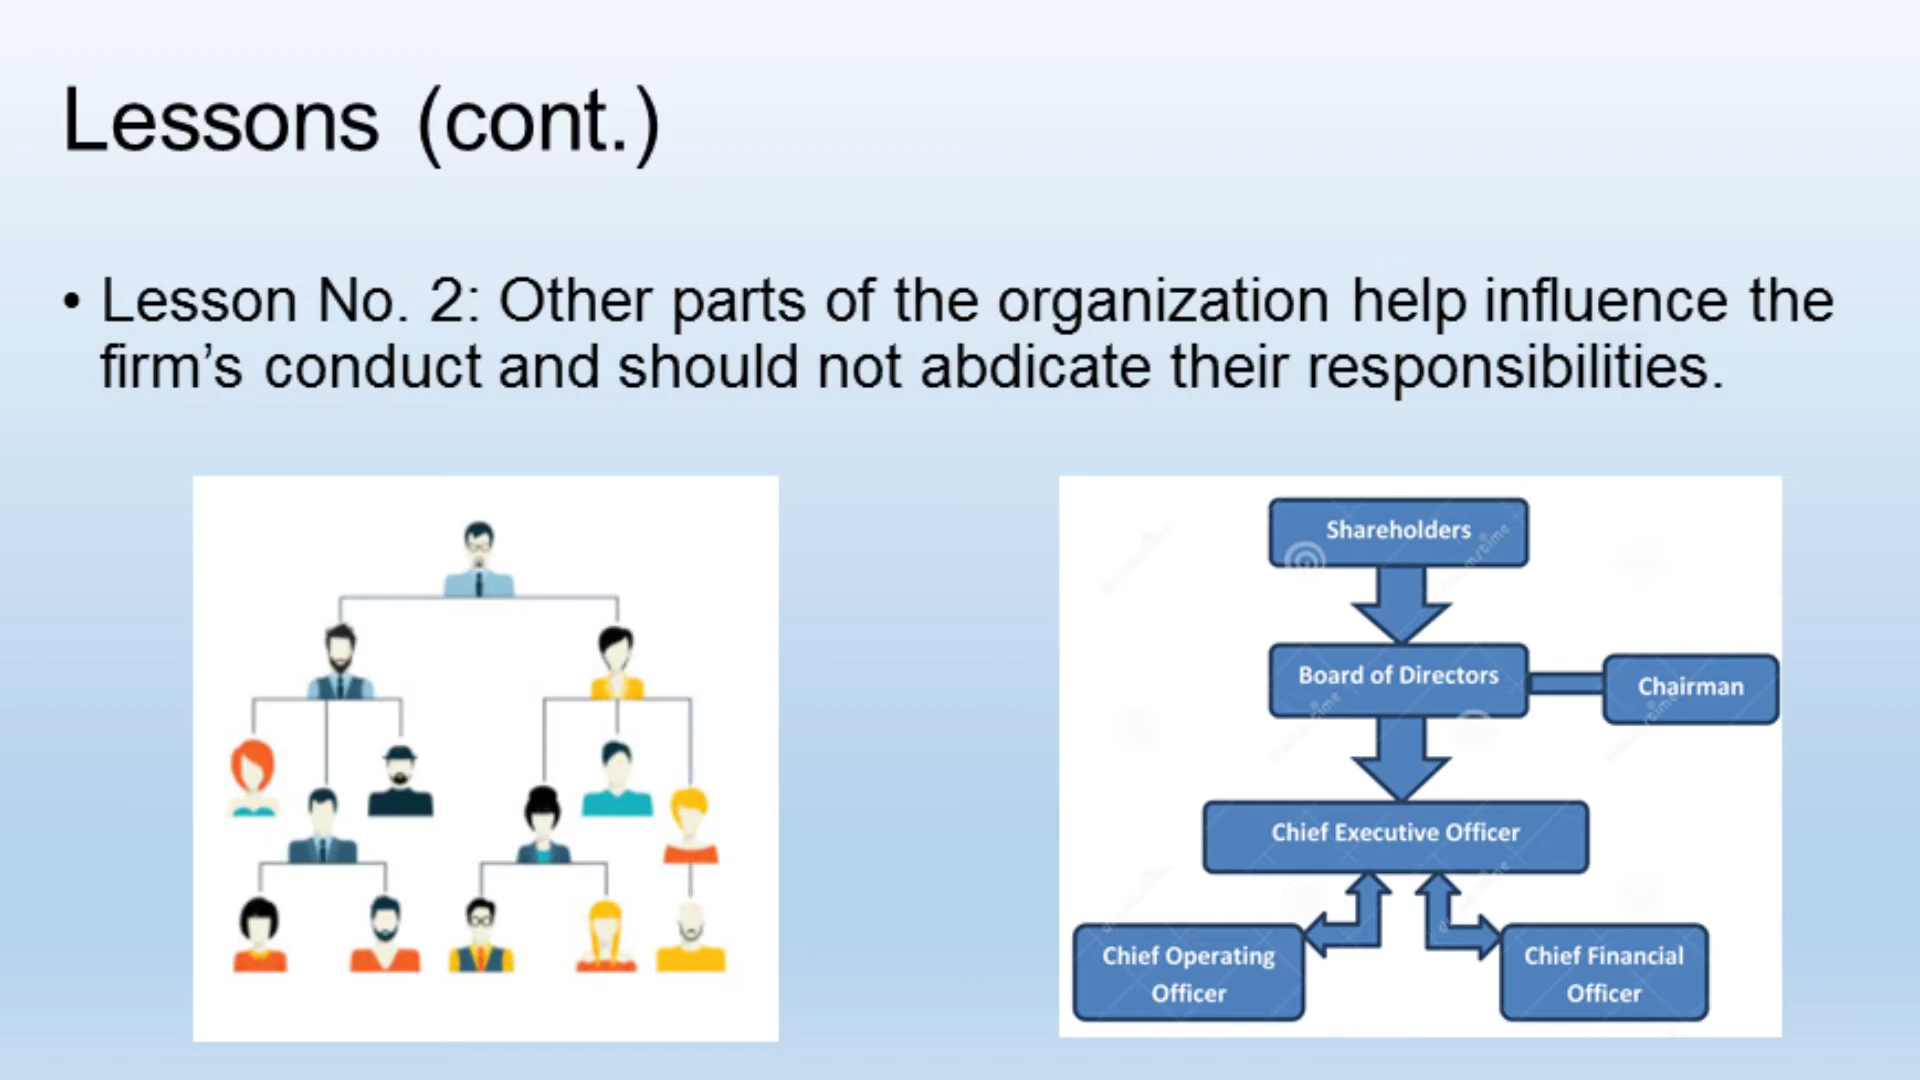 Lessons (cont.)
• Lesson No. 2: Other parts of the organization help influence the
firm’s conduct and should not abdicate their responsibilities.
Shareholders
Board of Directors
Chairman
Chief Executive Officer
Chief Operating
Officer
Chief Financial
Officer